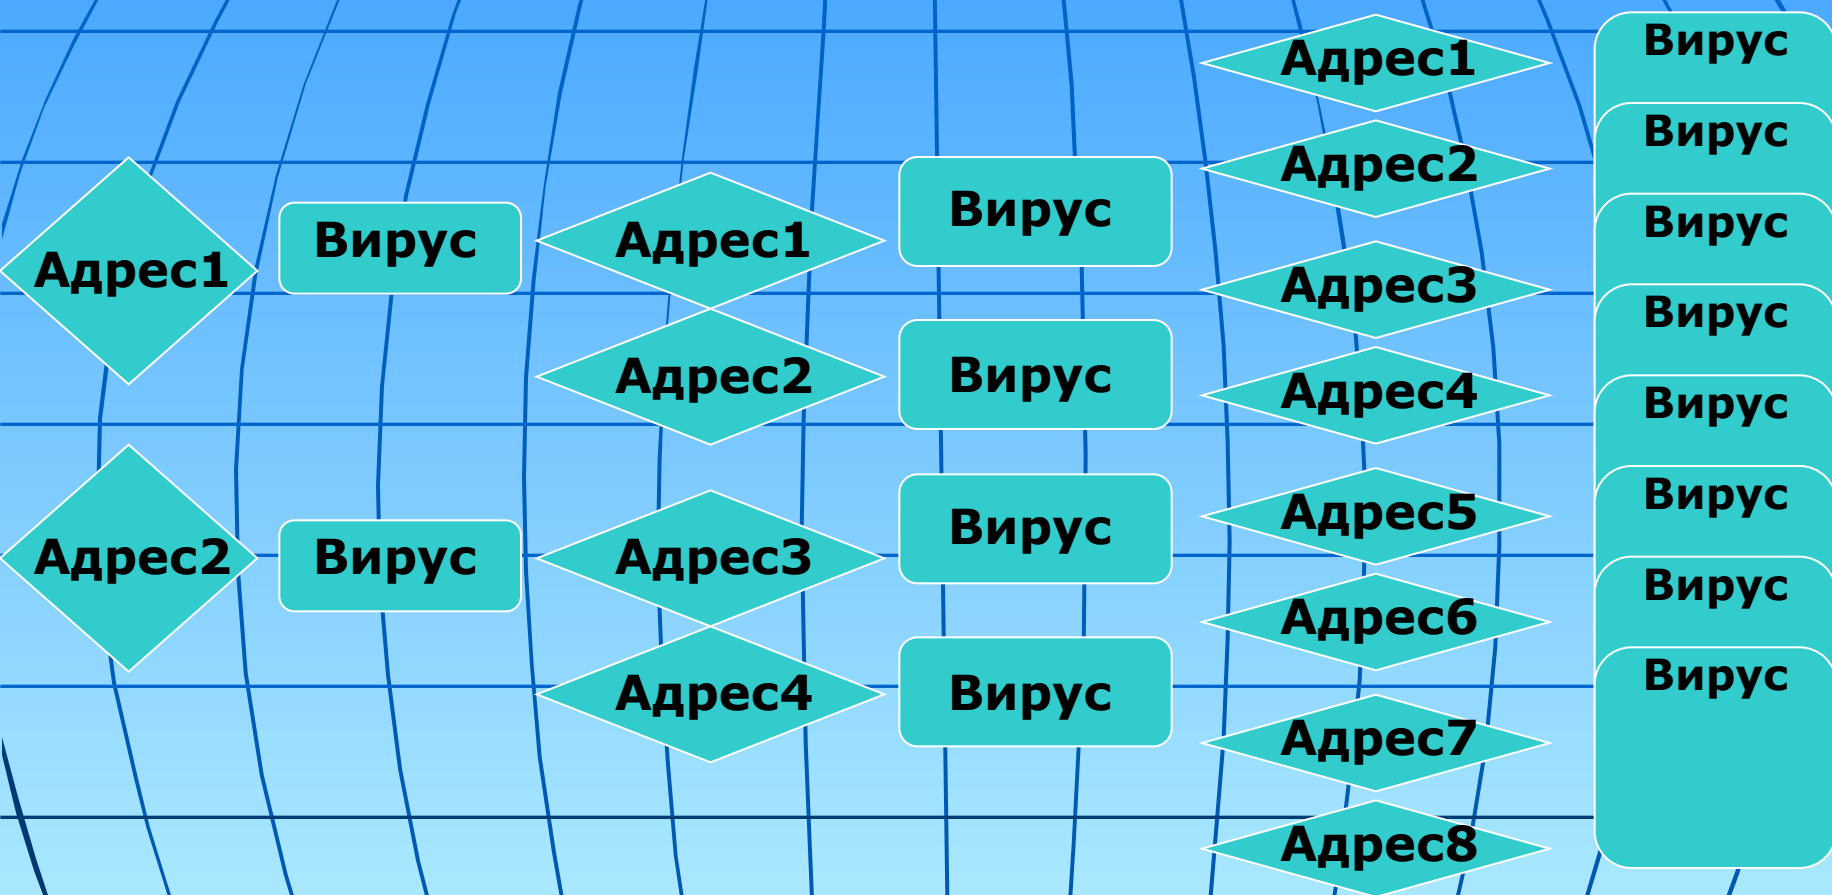 Адрес1
Адрес2
Вирус
Вирус
Адрес1
Адрес2
Адрес3
Адрес4
Вирус
Вирус
Вирус
Вирус
Адрес1
Адрес2
Адрес3
Адрес4
Адрес5
Адрес6
Адрес7
Адрес8
Вирус
Вирус
Вирус
Вирус
Вирус
Вирус
Вирус
Вирус